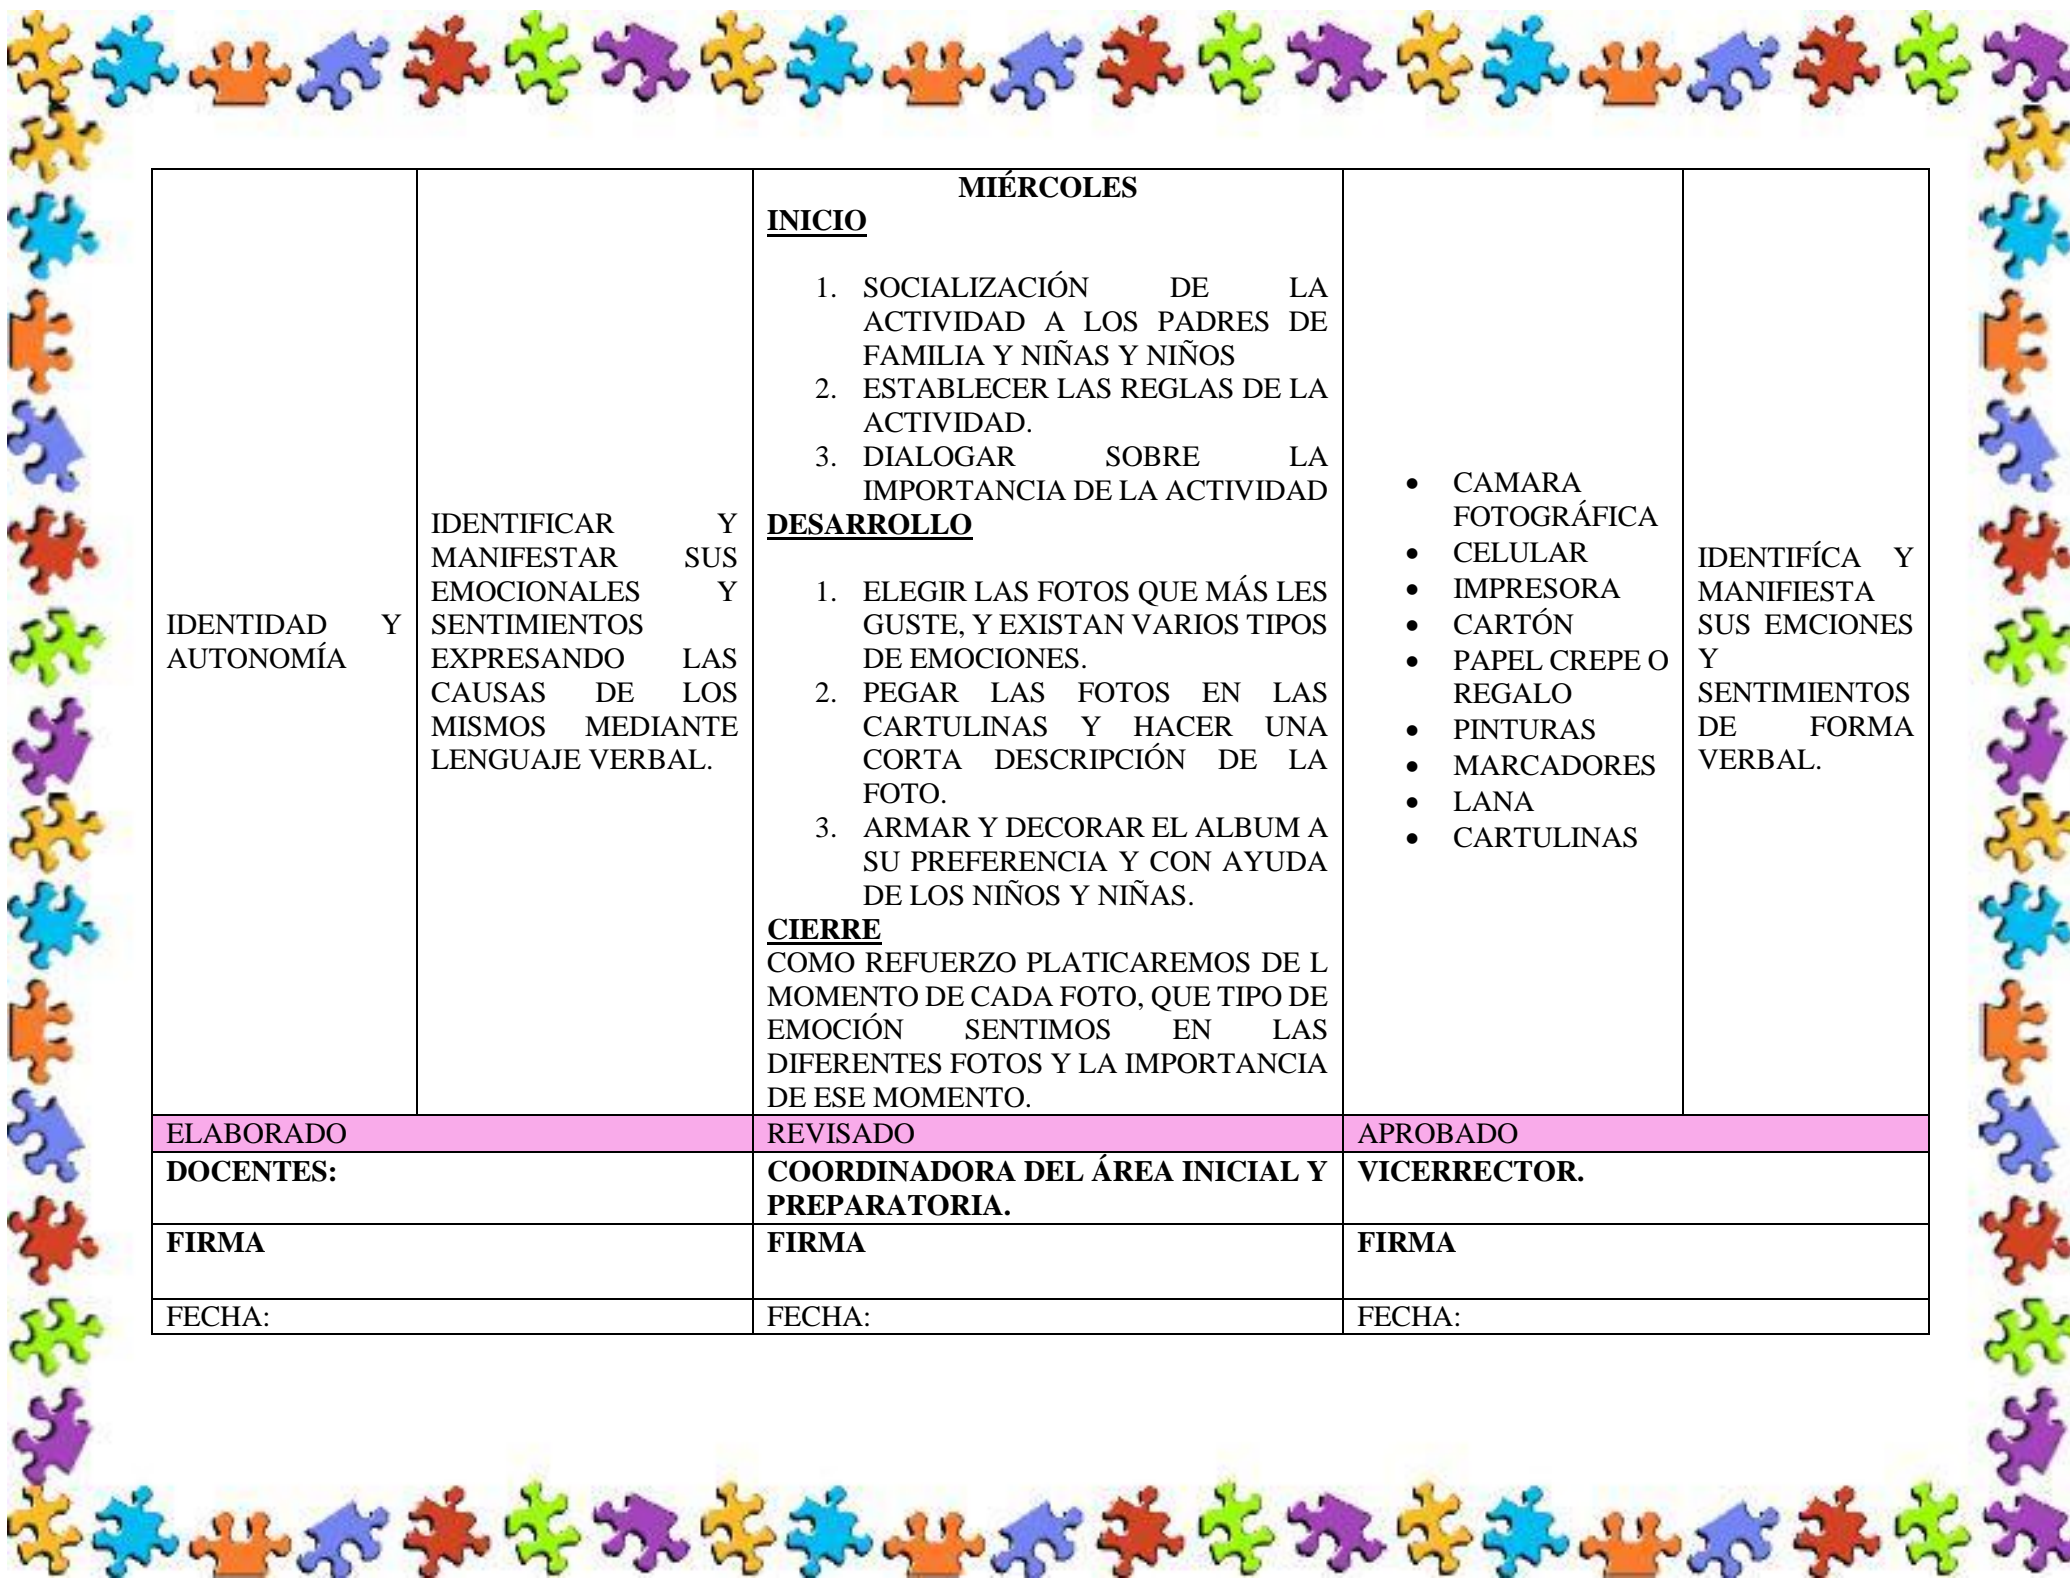 IDENTIDAD Y
AUTONOMÍA
IDENTIFICAR Y
MANIFESTAR SUS
EMOCIONALES Y
SENTIMIENTOS
EXPRESANDO LAS
CAUSAS DE LOS
MISMOS MEDIANTE
LENGUAJE VERBAL.
MIÉRCOLES
INICIO
1. SOCIALIZACIÓN DE LA
ACTIVIDAD A LOS PADRES DE
FAMILIA Y NIÑAS Y NIÑOS
2. ESTABLECER LAS REGLAS DE LA
ACTIVIDAD.
3. DIALOGAR SOBRE LA
IMPORTANCIA DE LA ACTIVIDAD
DESARROLLO
1. ELEGIR LAS FOTOS QUE MÁS LES
GUSTE, Y EXISTAN VARIOS TIPOS
DE EMOCIONES.
2. PEGAR LAS FOTOS EN LAS
CARTULINAS Y HACER UNA
CORTA DESCRIPCIÓN DE LA
FOTO.
3. ARMAR Y DECORAR EL ALBUM A
SU PREFERENCIA Y CON AYUDA
DE LOS NIÑOS Y NIÑAS.
CIERRE
COMO REFUERZO PLATICAREMOS DE L
MOMENTO DE CADA FOTO, QUE TIPO DE
EMOCIÓN SENTIMOS EN LAS
DIFERENTES FOTOS Y LA IMPORTANCIA
DE ESE MOMENTO.
• CAMARA
FOTOGRÁFICA
• CELULAR
• IMPRESORA
• CARTÓN
• PAPEL CREPE O
REGALO
• PINTURAS
• MARCADORES
• LANA
• CARTULINAS
IDENTIFÍCA Y
MANIFIESTA
SUS EMCIONES
Y
SENTIMIENTOS
DE FORMA
VERBAL.
ELABORADO
REVISADO
APROBADO
DOCENTES:
COORDINADORA DEL ÁREA INICIAL Y
PREPARATORIA.
VICERRECTOR.
FIRMA
FIRMA
FIRMA
FECHA:
FECHA:
FECHA: